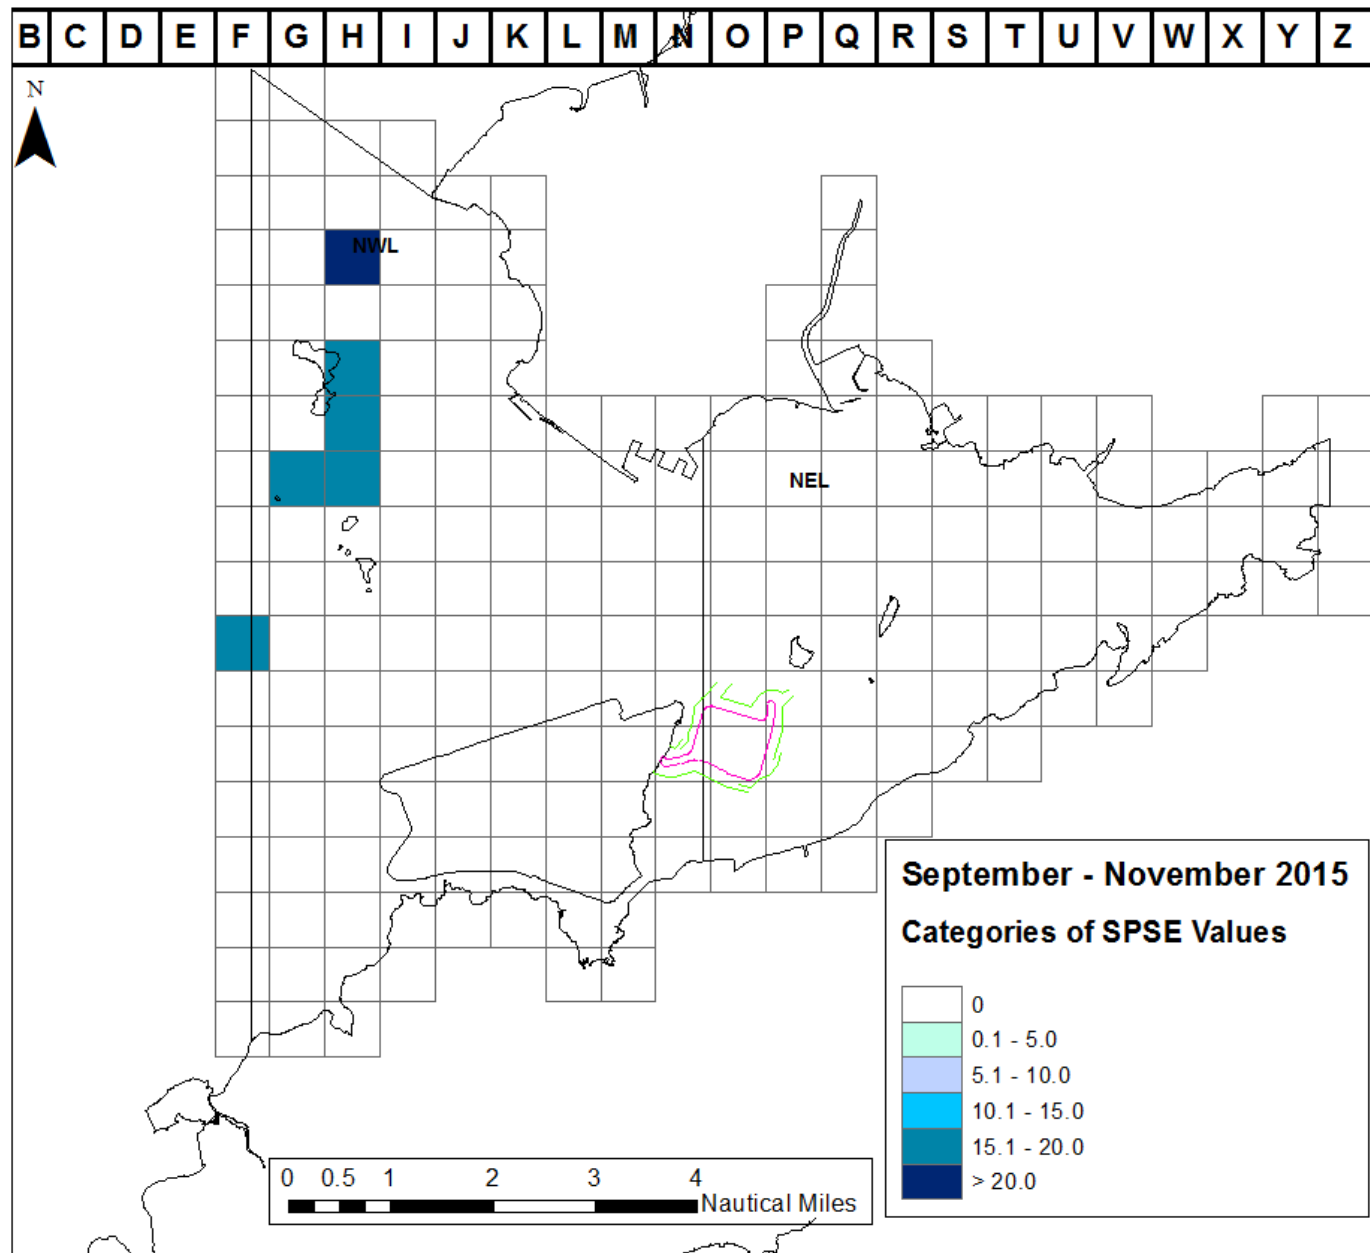 B C D E F G H I J K L M N O P Q R S T U V W X Y Z
N
NWL
NEL
September - November 2015
Categories of SPSE Values
0
0.1 - 5.0
5.1 - 10.0
10.1 - 15.0
15.1 - 20.0
> 20.0
0 0.5 1 2 3 4
Nautical Miles